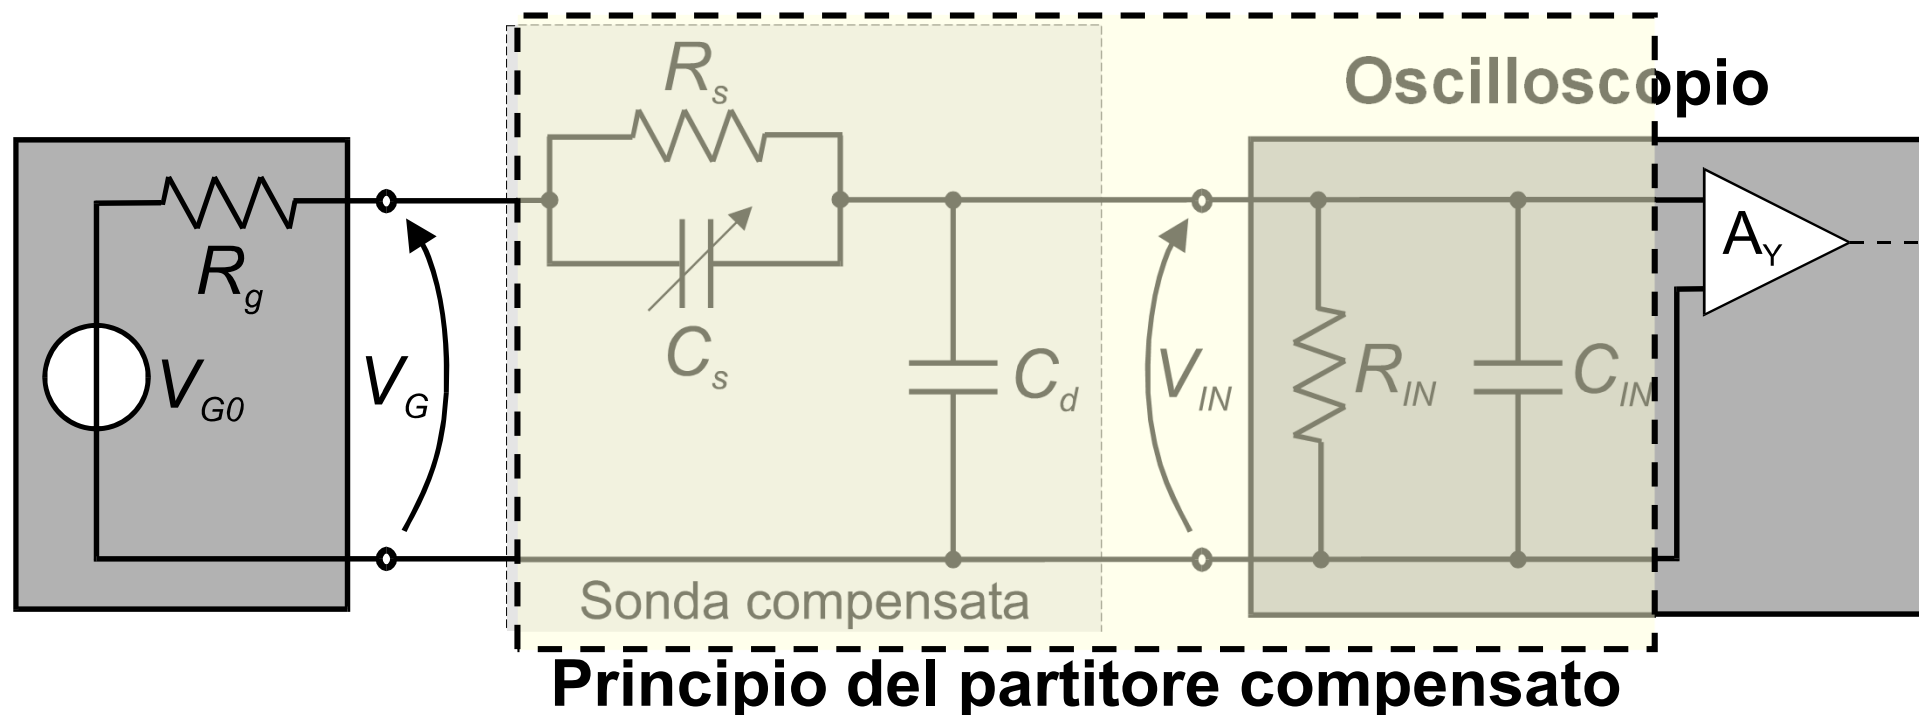 Oscilloscopio
Rs
Rg
VG0
VG
Cs
Cd
VIN
RIN
CIN
AY
Sonda compensata
Principio del partitore compensato